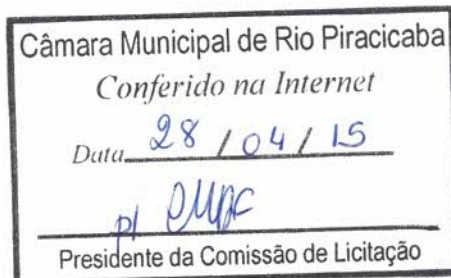 Câmara Municipal de Rio Piracicaba
Conferido na Internet
Data 28 / 04 / 15
p/
Presidente da Comissão de Licitação